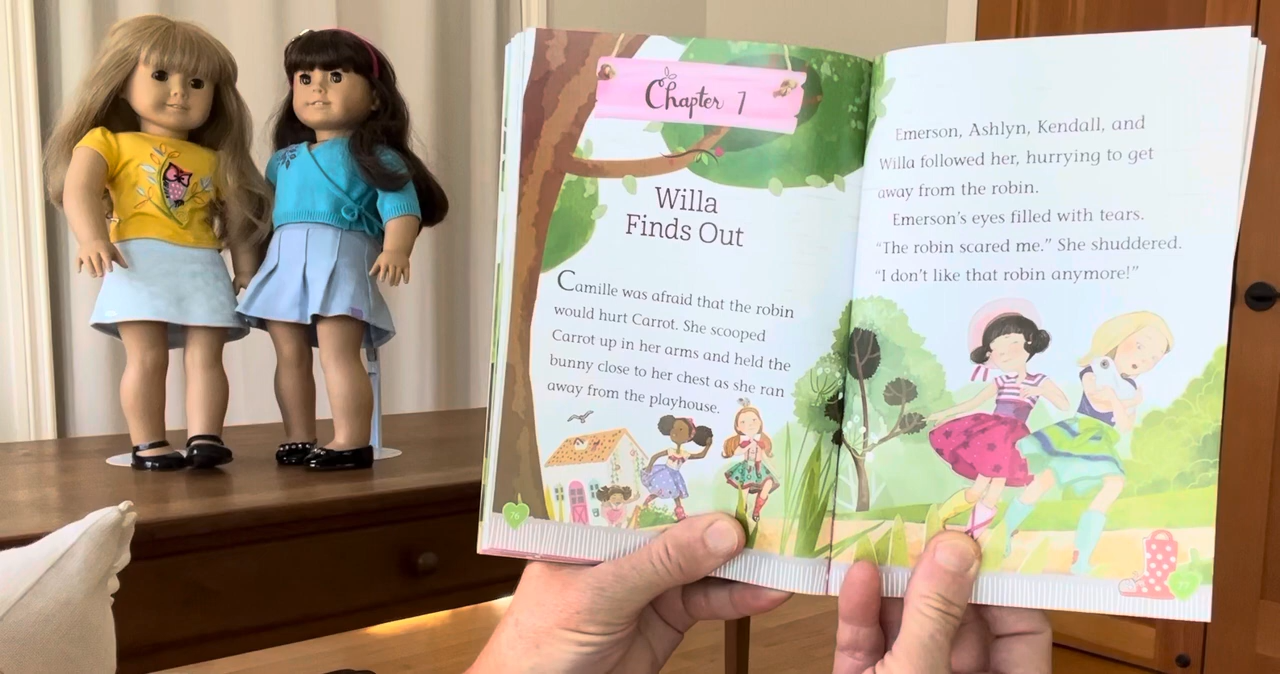 Chapter 7
Willa
Finds Out
Camille was afraid that the robin
would hurt Carrot. She scooped
Carrot up in her arms and held the
bunny close to her chest as she ran
away from the playhouse.
76
Emerson, Ashlyn, Kendall, and
Willa followed her, hurrying to get
away from the robin.
Emerson's eyes filled with tears.
“The robin scared me.” She shuddered.
“I don't like that robin anymore!”
77